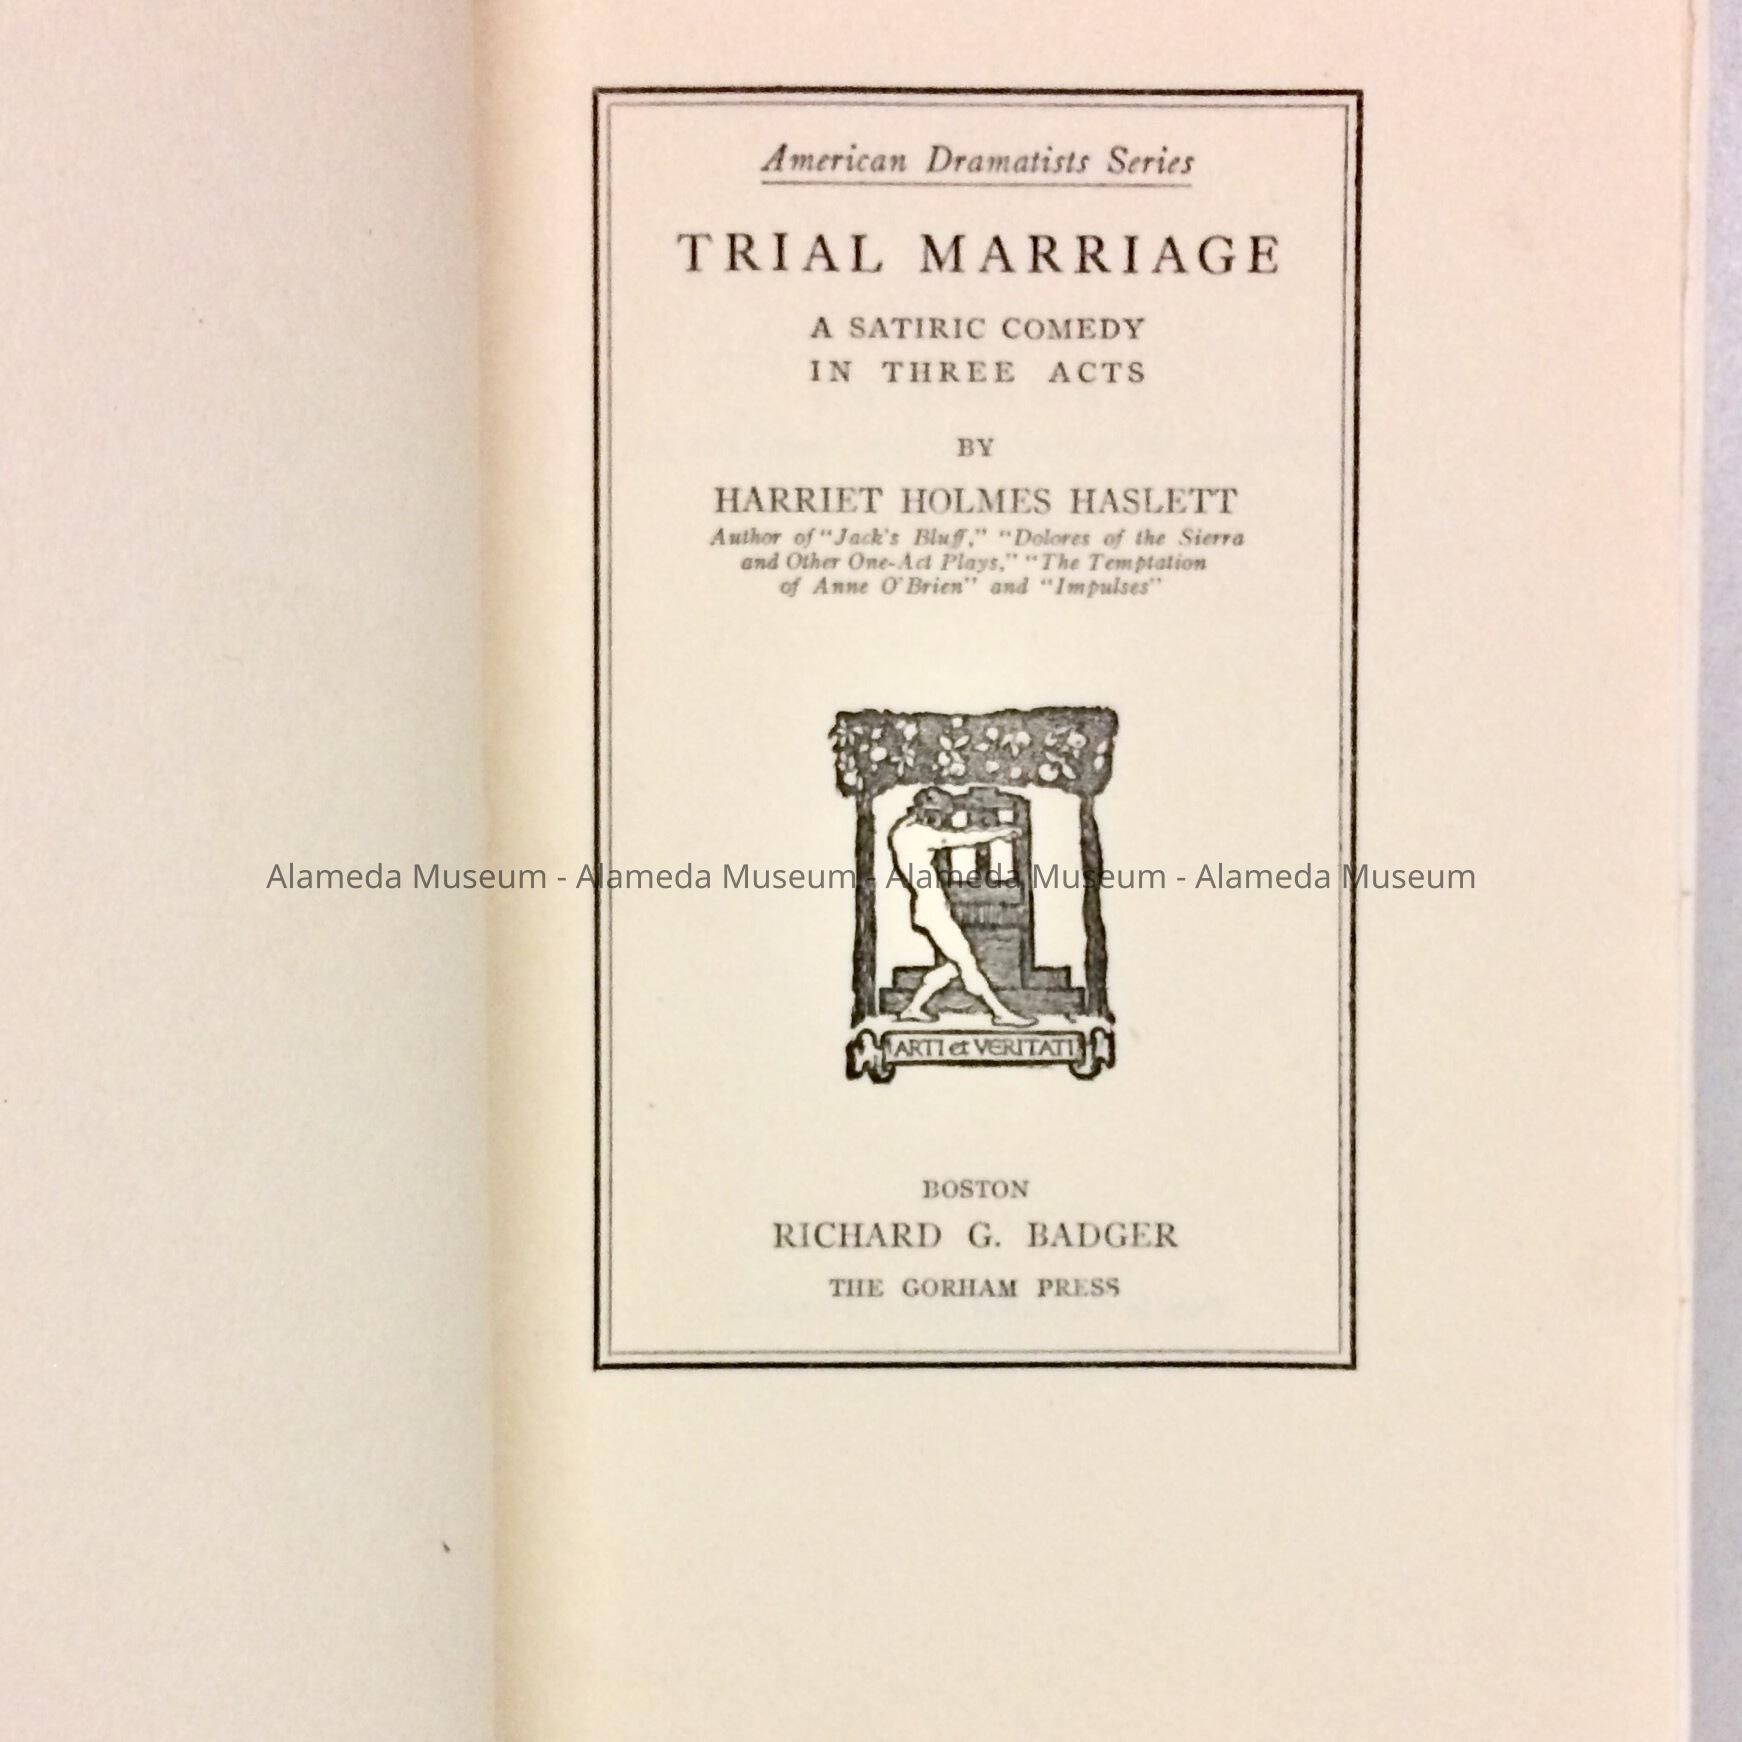 American Dramatists Series
TRIAL MARRIAGE
A SATIRIC COMEDY
IN THREE ACTS
BY
HARRIET HOLMES HASLETT
Author of "Jack's Bluff," "Dolores of the Sierra
and Other One-Act Plays," "The Temptation
of Anne O'Brien" and "Impulses"
Alameda Museum - Alameda Museum - Alameda Museum - Alameda Museum
ARTI et VERITATI
BOSTON
RICHARD G. BADGER
THE GORHAM PRESS